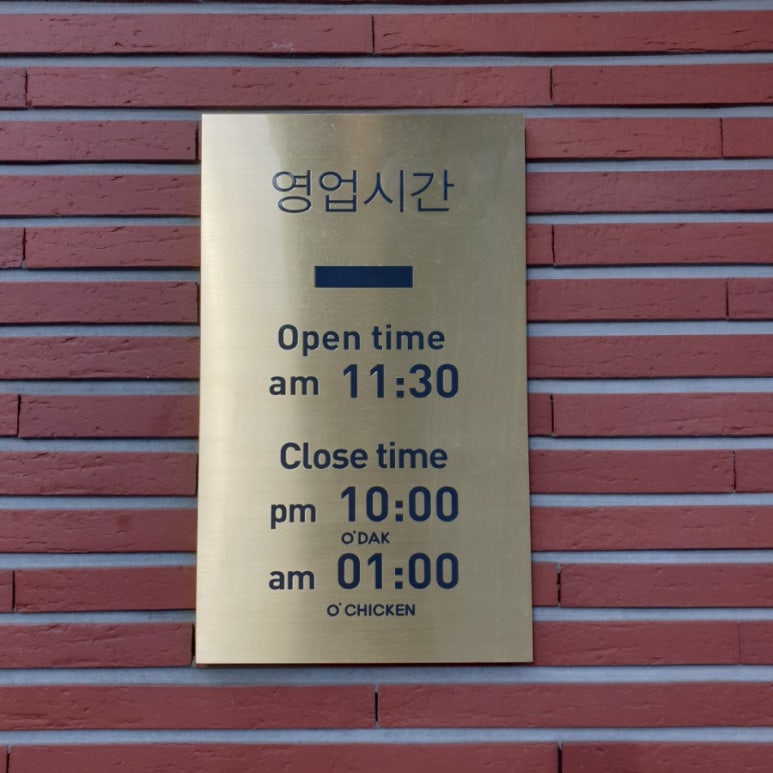 영업시간
Open time
am 11:30
Close time
pm 10:00
O'DAK
am 01:00
O'CHICKEN